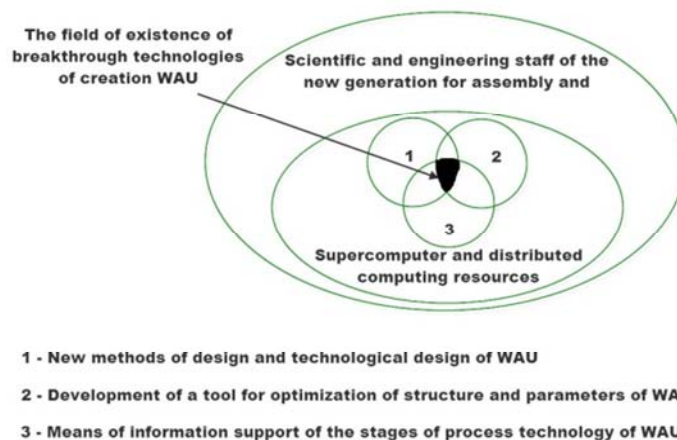 The field of existence of
breakthrough technologies
of creation WAU
Scientific and engineering staff of the
new generation for assembly and
1
2
3
Supercomputer and distributed
computing resources
1 - New methods of design and technological design of WAU
2 - Development of a tool for optimization of structure and parameters of WA
3 - Means of information support of the stages of process technology of WAU